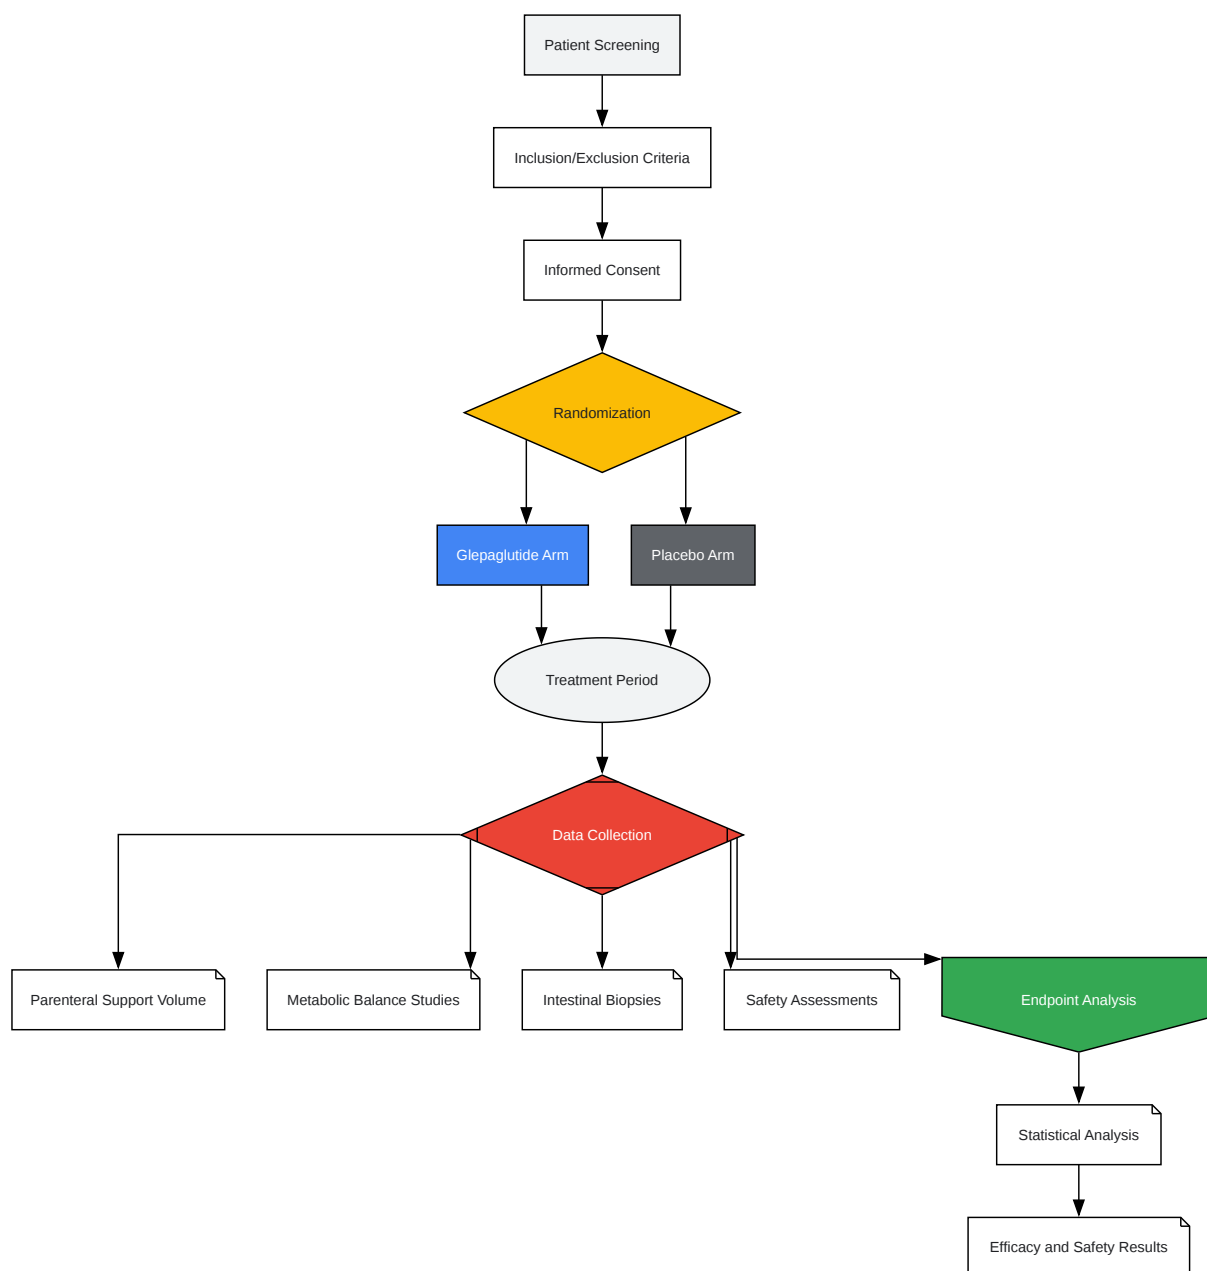 Patient Screening
Inclusion/Exclusion Criteria
Informed Consent
Randomization
Glepaglutide Arm
Placebo Arm
Treatment Period
Data Collection
Parenteral Support Volume
Metabolic Balance Studies
Intestinal Biopsies
Safety Assessments
Endpoint Analysis
Statistical Analysis
Efficacy and Safety Results